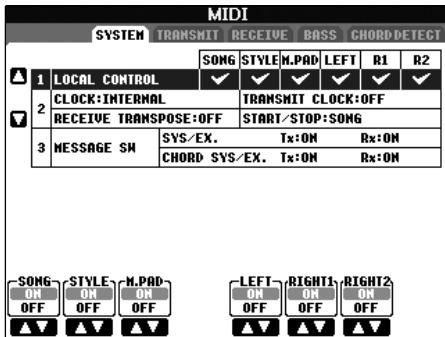 MIDI
SYSTEM TRANSMIT RECEIVE BASS CHORD DETECT
SONG STYLE M.PAD LEFT R1 R2
1 LOCAL CONTROL
2 CLOCK:INTERNAL TRANSMIT CLOCK:OFF
RECEIVE TRANSPOSE:OFF START/STOP:SONG
3 MESSAGE SW SYS/EX. Tx:ON Rx:ON
CHORD SYS/EX. Tx:ON Rx:ON
SONG STYLE M.PAD LEFT RIGHT1 RIGHT2
ON ON ON ON ON ON
OFF OFF OFF OFF OFF OFF